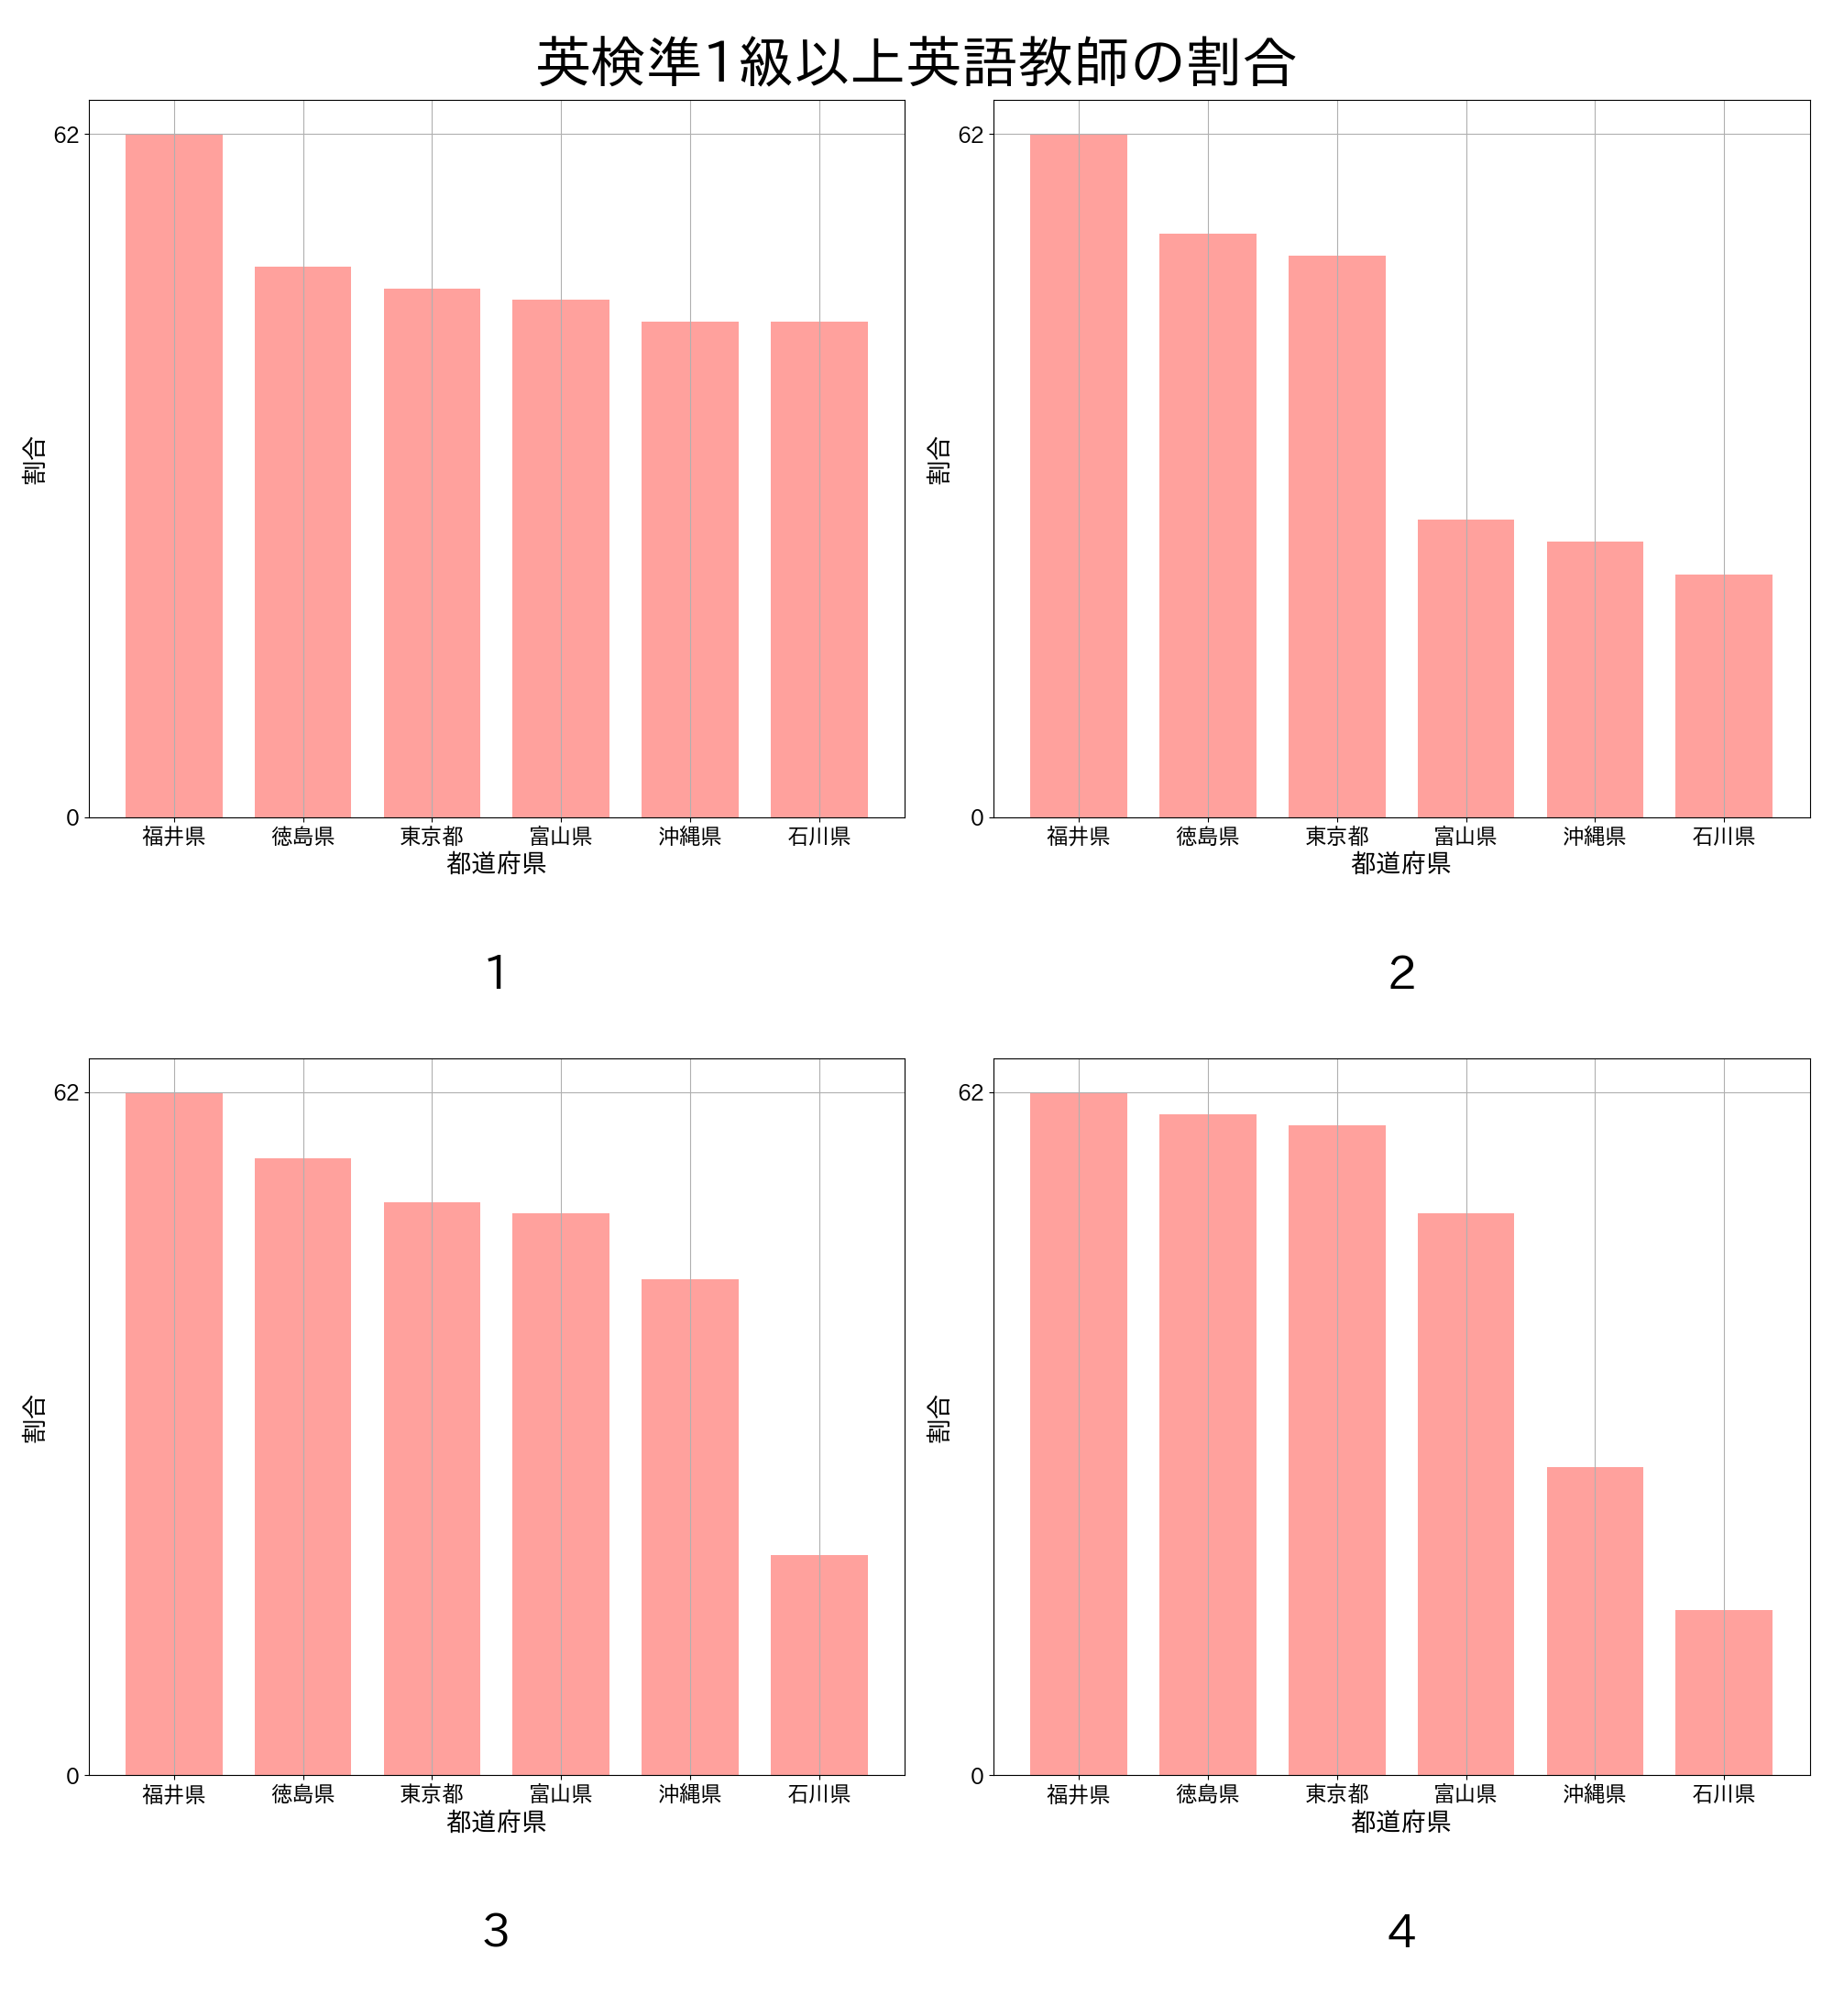 英検準1級以上英語教師の割合
62
0
割合
福井県 徳島県 東京都 富山県 沖縄県 石川県
都道府県
1
62
0
割合
福井県 徳島県 東京都 富山県 沖縄県 石川県
都道府県
2
62
0
割合
福井県 徳島県 東京都 富山県 沖縄県 石川県
都道府県
3
62
0
割合
福井県 徳島県 東京都 富山県 沖縄県 石川県
都道府県
4